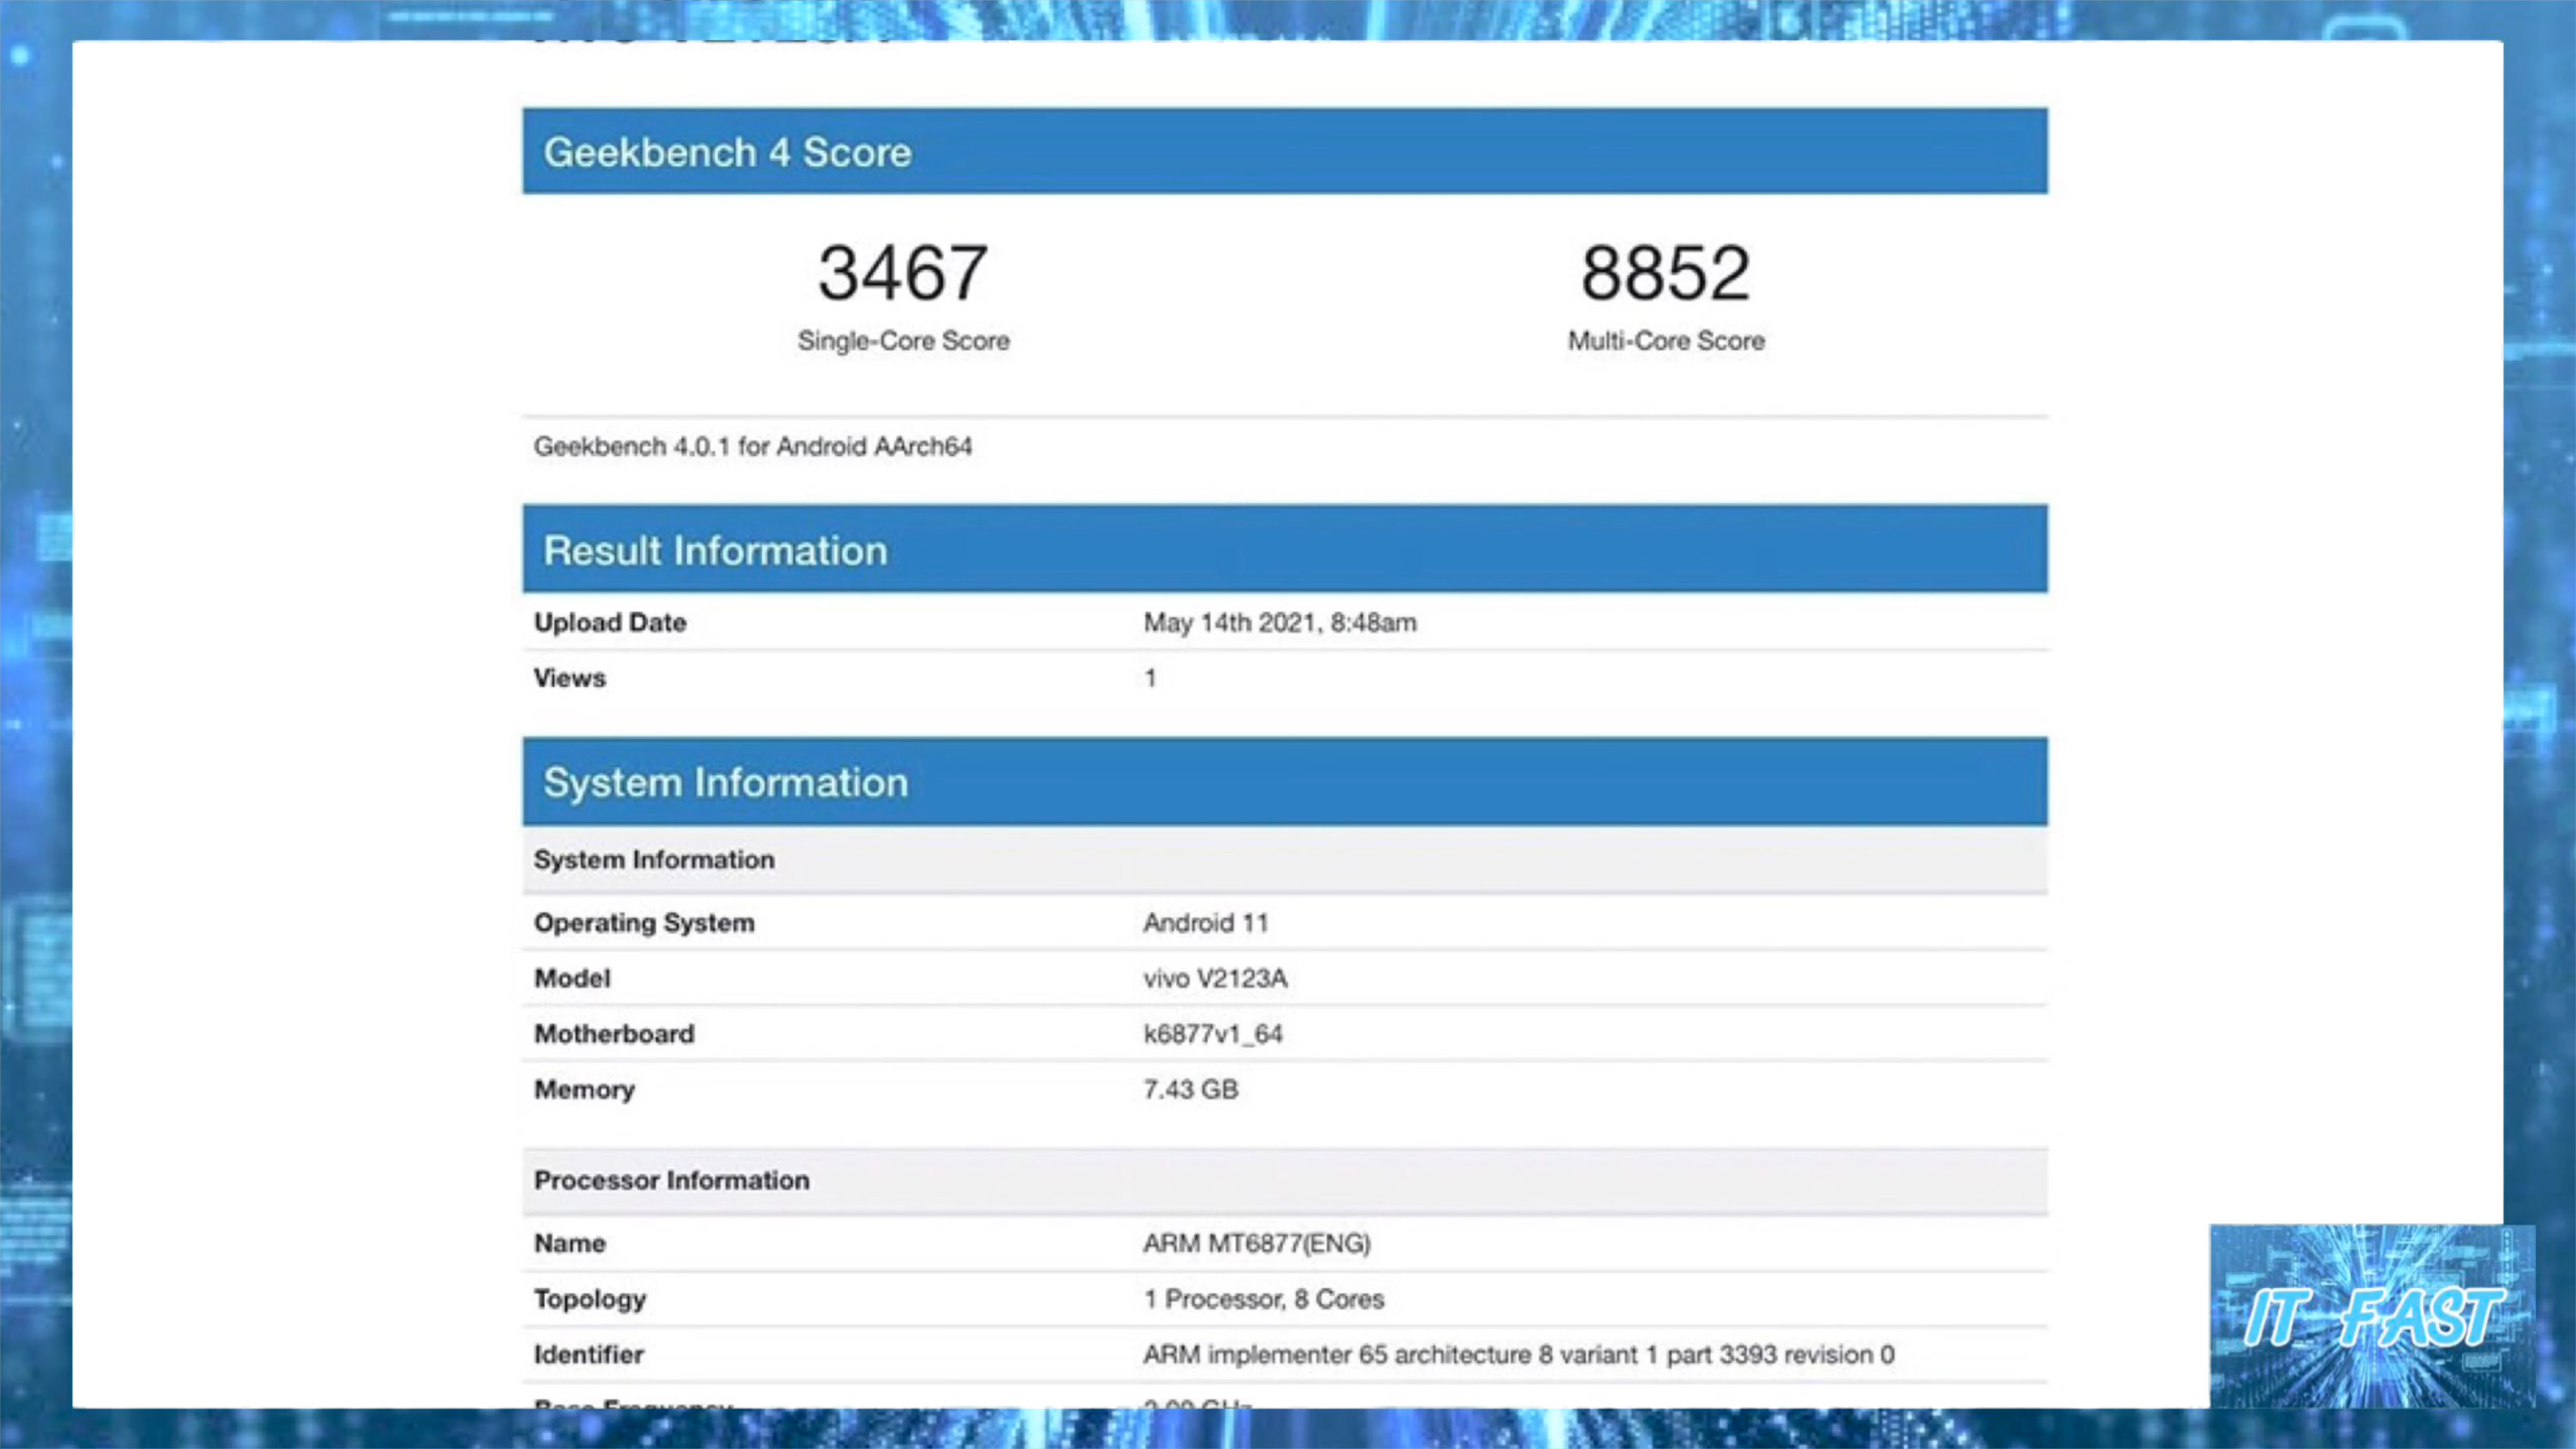 Geekbench 4 Score
3467 8852
Single-Core Score Multi-Core Score
Geekbench 4.0.1 for Android AArch64
Result Information
Upload Date May 14th 2021, 8:48am
Views 1
System Information
System Information
Operating System Android 11
Model vivo V2123A
Motherboard k6877v1_64
Memory 7.43 GB
Processor Information
Name ARM MT6877(ENG)
Topology 1 Processor, 8 Cores
Identifier ARM implementer 65 architecture 8 variant 1 part 3393 revision 0
IT FAST